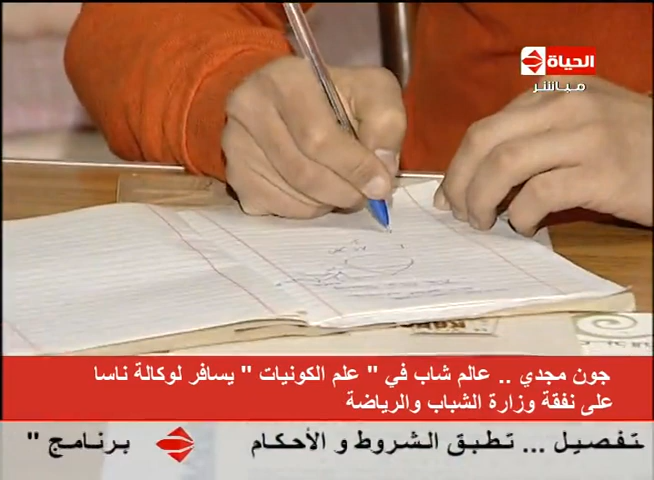 الحياة
مباشر
جون مجدي .. عالم شاب في " علم الكونيات " يسافر لوكالة ناسا
على نفقة وزارة الشباب والرياضة
تفصيل ... تطبق الشروط و الأحكام برنامج "